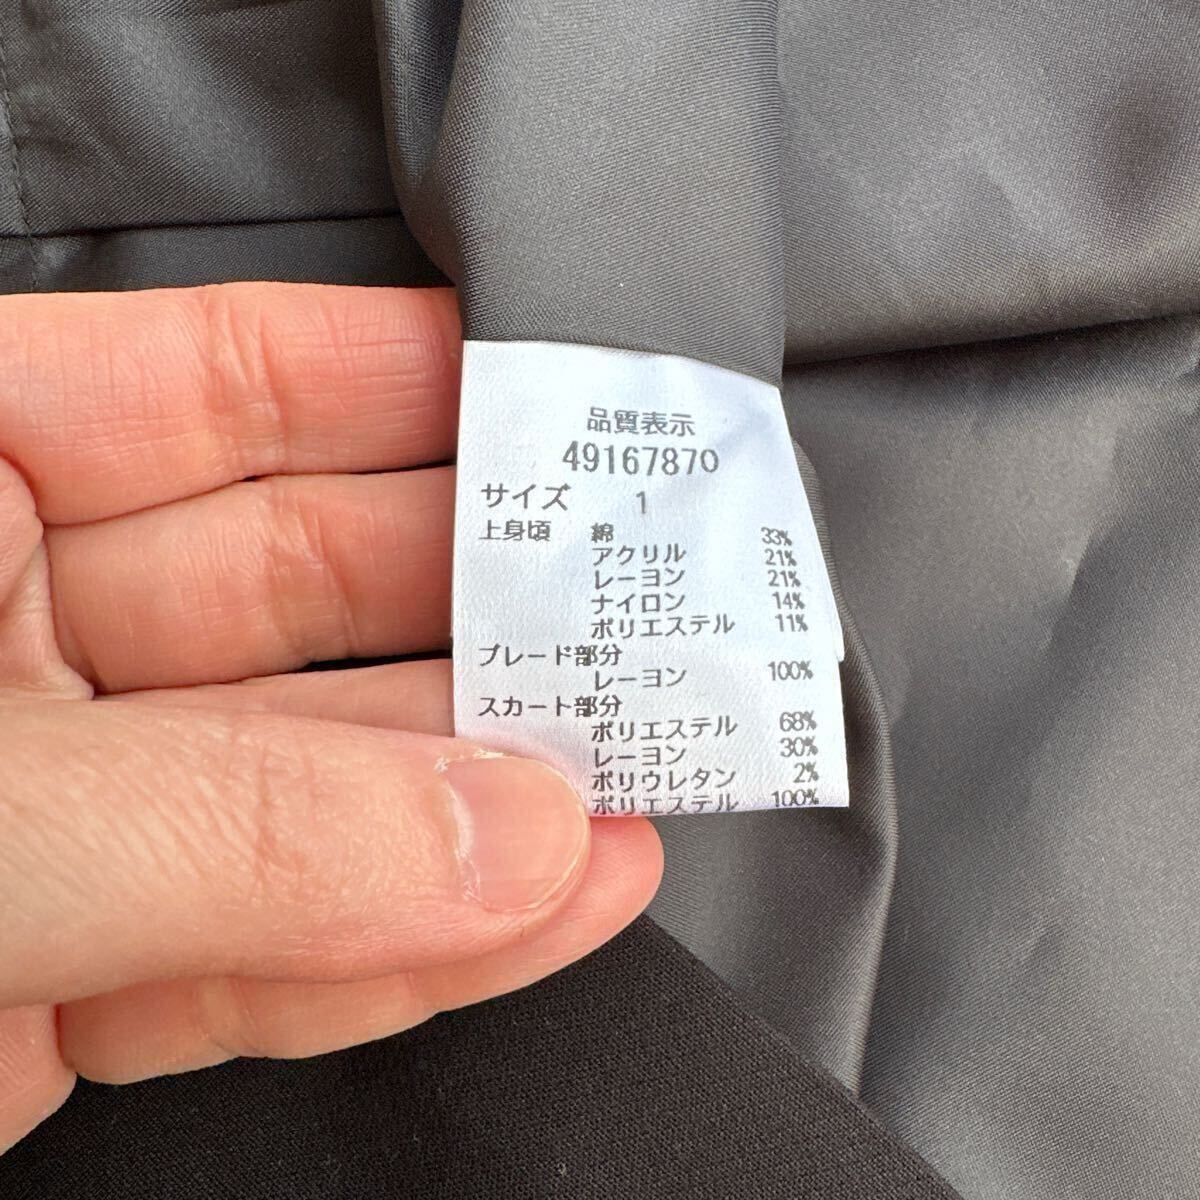 品質表示
49167870
サイズ 1
上身頃 綿 33%
アクリル 21%
レーヨン 21%
ナイロン 14%
ポリエステル 11%
ブレード部分
レーヨン 100%
スカート部分
ポリエステル 68%
レーヨン 30%
ポリウレタン 2%
ポリエステル 100%